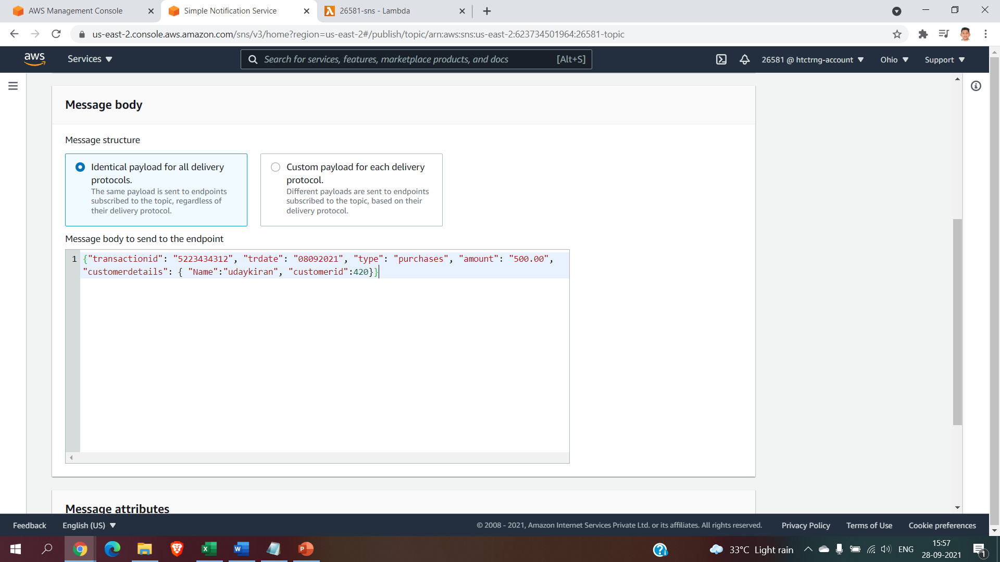 AWS Management Console
Simple Notification Service
26581-sns - Lambda
us-east-2.console.aws.amazon.com/sns/v3/home?region=us-east-2#/publish/topic/arn:aws:sns:us-east-2:623734501964:26581-topic
aws
Services
Search for services, features, marketplace products, and docs
[Alt+S]
26581 @ htctrng-account
Ohio
Support
Message body
Message structure
Identical payload for all delivery
protocols.
The same payload is sent to endpoints
subscribed to the topic, regardless of
their delivery protocol.
Custom payload for each delivery
protocol.
Different payloads are sent to endpoints
subscribed to the topic, based on their
delivery protocol.
Message body to send to the endpoint
1 {"transactionid": "5223434312", "trdate": "08092021", "type": "purchases", "amount": "500.00",
"customerdetails": { "Name":"udaykiran", "customerid":420}}
Message attributes
Feedback
English (US)
© 2008 - 2021, Amazon Internet Services Private Ltd. or its affiliates. All rights reserved.
Privacy Policy
Terms of Use
Cookie preferences
33°C Light rain
ENG
15:57
28-09-2021
1